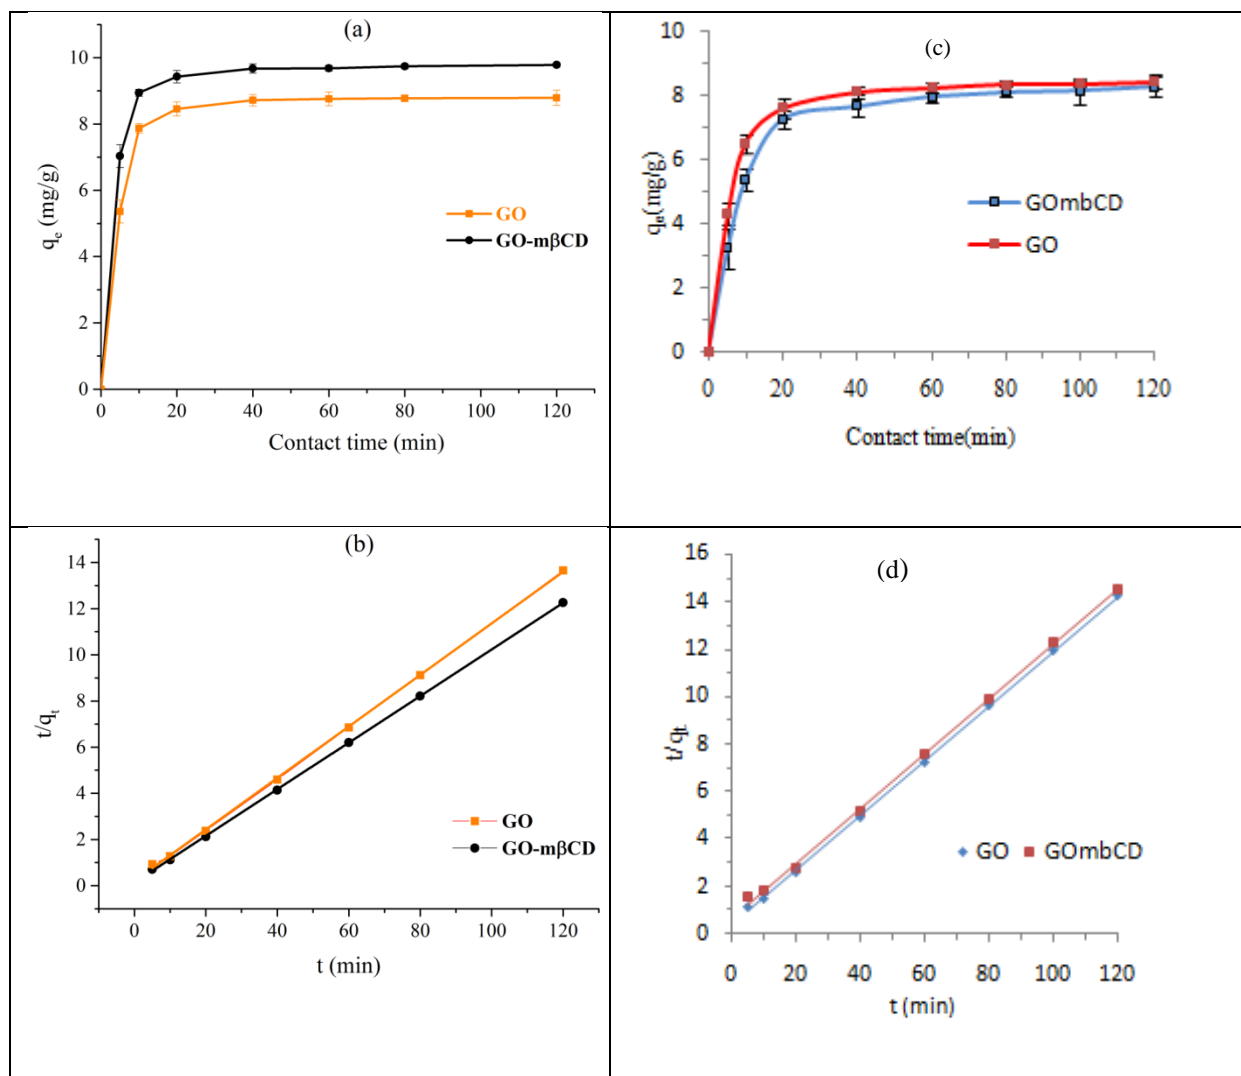 (a)
10
8
6
4
2
0
qe (mg/g)
GO
GO-mβCD
0 20 40 60 80 100 120
Contact time (min)
(c)
10
8
6
4
2
0
(mg/g)
GOmbCD
GO
0 20 40 60 80 100 120
Contact time(min)
(b)
14
12
10
8
6
4
2
0
t/qt
GO
GO-mβCD
0 20 40 60 80 100 120
t (min)
(d)
16
14
12
10
8
6
4
2
0
t/qt
GO GOmbCD
0 20 40 60 80 100 120
t (min)